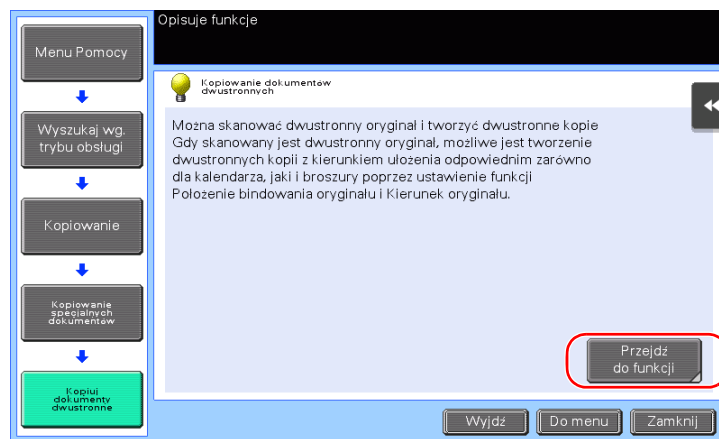 Opisuje funkcje
Menu Pomocy
Wyszukaj wg.
trybu obsługi
Kopiowanie
Kopiowanie
specjalnych
dokumentów
Kopiuj
dokumenty
dwustronne
Kopiowanie dokumentów
dwustronnych
Można skanować dwustronny oryginał i tworzyć dwustronne kopie
Gdy skanowany jest dwustronny oryginał, możliwe jest tworzenie
dwustronnych kopii z kierunkiem ułożenia odpowiednim zarówno
dla kalendarza, jaki i broszury poprzez ustawienie funkcji
Położenie bindowania oryginału i Kierunek oryginału.
Przejdź
do funkcji
Wyjdź
Do menu
Zamknij